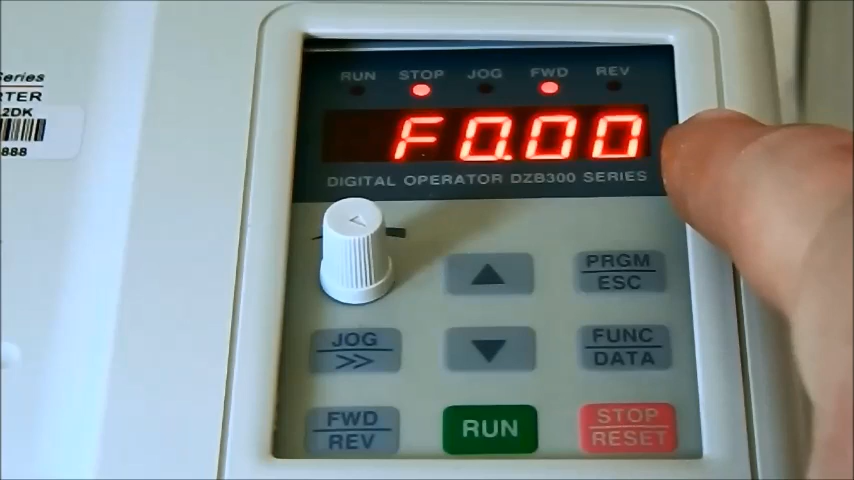 Series
RTER
2DK
888
RUN STOP JOG FWD REV
F0.00
DIGITAL OPERATOR DZB300 SERIES
PRGM
ESC
JOG
>>
FUNC
DATA
FWD
REV
RUN
STOP
RESET